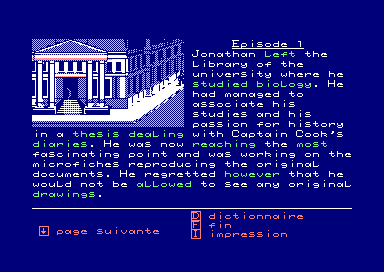 Episode 1
Jonathan Left the
Library of the
university where he
studied biology. He
had managed to
associate his
studies and his
passion for history
in a thesis dealing with Captain Cook's
diaries. He was now reaching the most
fascinating point and was working on the
microfiches reproducing the original
documents. He regretted however that he
would not be allowed to see any original
drawings.
D dictionnaire
↓ page suivante
F fin
I impression